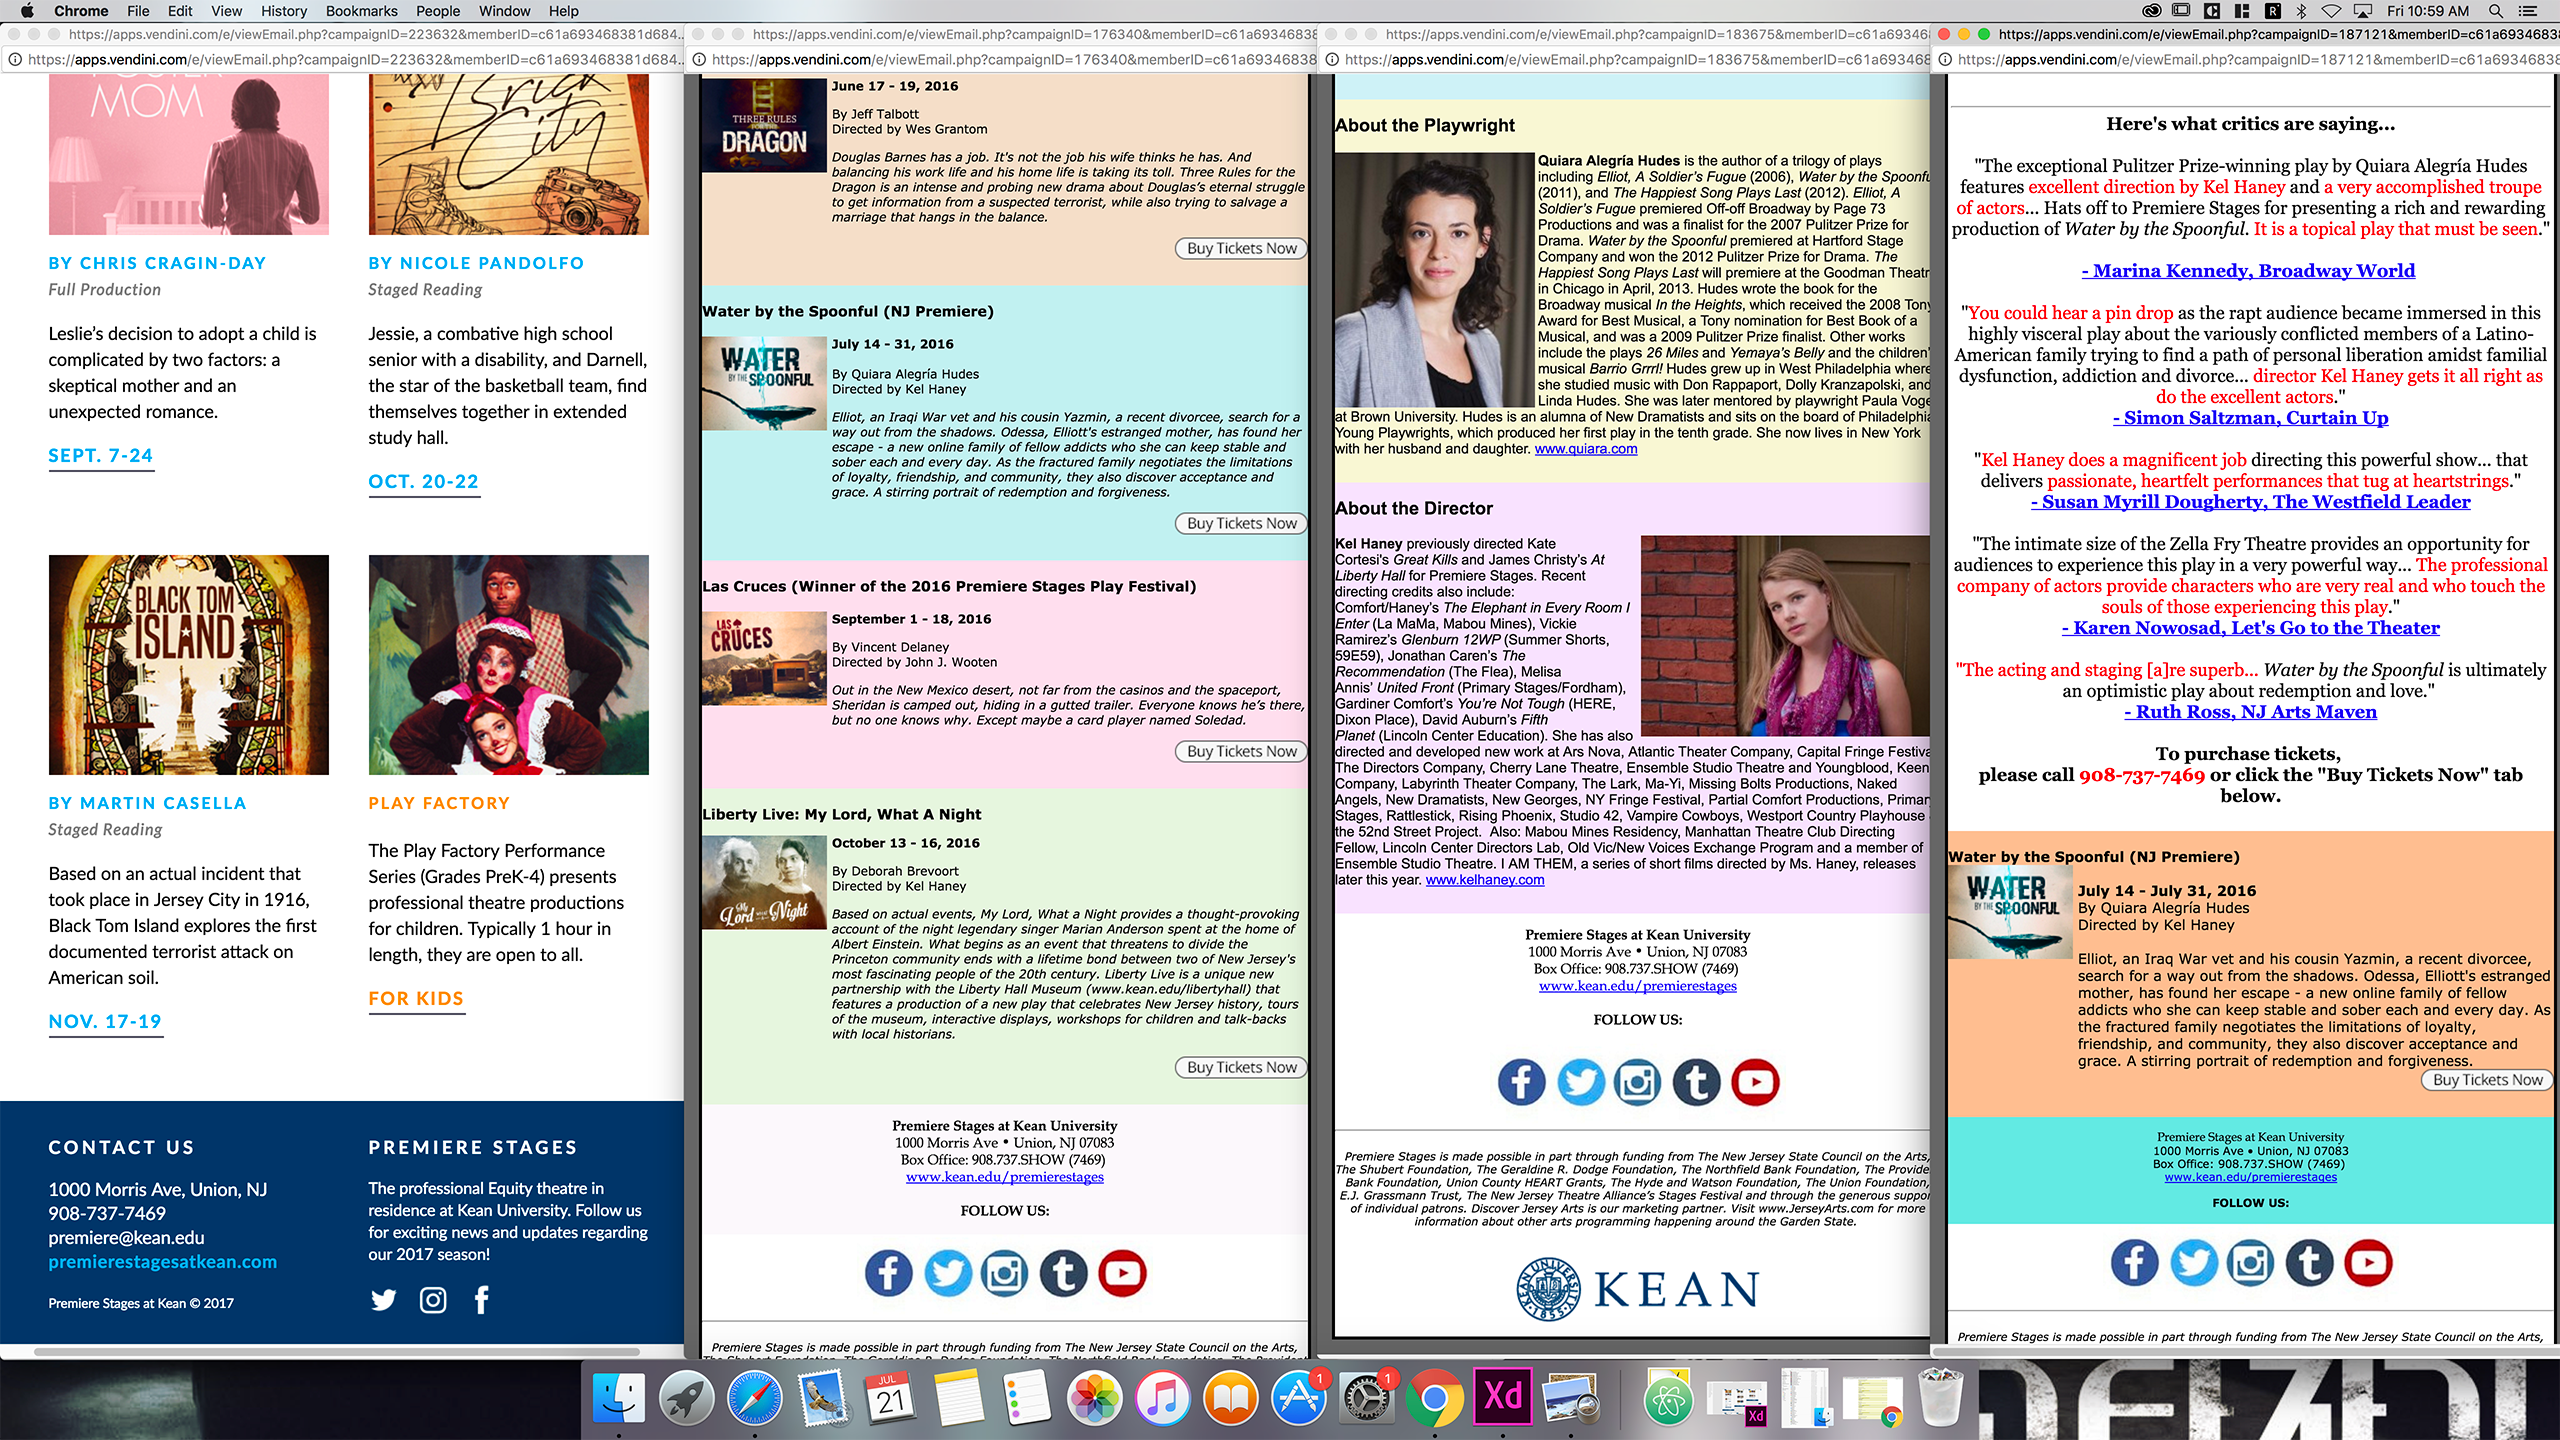 Chrome File Edit View History Bookmarks People Window Help
Fri 10:59 AM
https://apps.vendini.com/e/viewEmail.php?campaignID=223632&memberID=c61a693468381d684...
https://apps.vendini.com/e/viewEmail.php?campaignID=223632&memberID=c61a693468381d684...
MOM
Brick
City
BY CHRIS CRAGIN-DAY
Full Production
Leslie’s decision to adopt a child is
complicated by two factors: a
skeptical mother and an
unexpected romance.
SEPT. 7-24
BY NICOLE PANDOLFO
Staged Reading
Jessie, a combative high school
senior with a disability, and Darnell,
the star of the basketball team, find
themselves together in extended
study hall.
OCT. 20-22
BLACK TOM
ISLAND
BY MARTIN CASELLA
Staged Reading
Based on an actual incident that
took place in Jersey City in 1916,
Black Tom Island explores the first
documented terrorist attack on
American soil.
NOV. 17-19
PLAY FACTORY
The Play Factory Performance
Series (Grades PreK-4) presents
professional theatre productions
for children. Typically 1 hour in
length, they are open to all.
FOR KIDS
CONTACT US
1000 Morris Ave, Union, NJ
908-737-7469
premiere@kean.edu
premierestagesatkean.com
Premiere Stages at Kean © 2017
PREMIERE STAGES
The professional Equity theatre in
residence at Kean University. Follow us
for exciting news and updates regarding
our 2017 season!
https://apps.vendini.com/e/viewEmail.php?campaignID=176340&memberID=c61a69346838
https://apps.vendini.com/e/viewEmail.php?campaignID=176340&memberID=c61a693468381
THREE RULES
FOR THE
DRAGON
June 17 - 19, 2016
By Jeff Talbott
Directed by Wes Grantom
Douglas Barnes has a job. It's not the job his wife thinks he has. And
balancing his work life and his home life is taking its toll. Three Rules for the
Dragon is an intense and probing new drama about Douglas’s eternal struggle
to get information from a suspected terrorist, while also trying to salvage a
marriage that hangs in the balance.
Buy Tickets Now
Water by the Spoonful (NJ Premiere)
WATER
BY THE SPOONFUL
July 14 - 31, 2016
By Quiara Alegría Hudes
Directed by Kel Haney
Elliot, an Iraqi War vet and his cousin Yazmin, a recent divorcee, search for a
way out from the shadows. Odessa, Elliott's estranged mother, has found her
escape - a new online family of fellow addicts who she can keep stable and
sober each and every day. As the fractured family negotiates the limitations
of loyalty, friendship, and community, they also discover acceptance and
grace. A stirring portrait of redemption and forgiveness.
Buy Tickets Now
Las Cruces (Winner of the 2016 Premiere Stages Play Festival)
LAS
CRUCES
September 1 - 18, 2016
By Vincent Delaney
Directed by John J. Wooten
Out in the New Mexico desert, not far from the casinos and the spaceport,
Sheridan is camped out, hiding in a gutted trailer. Everyone knows he’s there,
but no one knows why. Except maybe a card player named Soledad.
Buy Tickets Now
Liberty Live: My Lord, What A Night
My
Lord what a Night
October 13 - 16, 2016
By Deborah Brevoort
Directed by Kel Haney
Based on actual events, My Lord, What a Night provides a thought-provoking
account of the night legendary singer Marian Anderson spent at the home of
Albert Einstein. What begins as an event that threatens to divide the
Princeton community ends with a lifetime bond between two of New Jersey's
most fascinating people of the 20th century. Liberty Live is a unique new
partnership with the Liberty Hall Museum (www.kean.edu/libertyhall) that
features a production of a new play that celebrates New Jersey history, tours
of the museum, interactive displays, workshops for children and talk-backs
with local historians.
Buy Tickets Now
Premiere Stages at Kean University
1000 Morris Ave • Union, NJ 07083
Box Office: 908.737.SHOW (7469)
www.kean.edu/premierestages
FOLLOW US:
Premiere Stages is made possible in part through funding from The New Jersey State Council on the Arts,
https://apps.vendini.com/e/viewEmail.php?campaignID=183675&memberID=c61a69346
https://apps.vendini.com/e/viewEmail.php?campaignID=183675&memberID=c61a693468
About the Playwright
Quiara Alegría Hudes is the author of a trilogy of plays
including Elliot, A Soldier’s Fugue (2006), Water by the Spoonfu
(2011), and The Happiest Song Plays Last (2012). Elliot, A
Soldier’s Fugue premiered Off-off Broadway by Page 73
Productions and was a finalist for the 2007 Pulitzer Prize for
Drama. Water by the Spoonful premiered at Hartford Stage
Company and won the 2012 Pulitzer Prize for Drama. The
Happiest Song Plays Last will premiere at the Goodman Theatr
in Chicago in April, 2013. Hudes wrote the book for the
Broadway musical In the Heights, which received the 2008 Tony
Award for Best Musical, a Tony nomination for Best Book of a
Musical, and was a 2009 Pulitzer Prize finalist. Other works
include the plays 26 Miles and Yemaya’s Belly and the children’
musical Barrio Grrrl! Hudes grew up in West Philadelphia where
she studied music with Don Rappaport, Dolly Kranzapolski, and
Linda Hudes. She was later mentored by playwright Paula Voge
at Brown University. Hudes is an alumna of New Dramatists and sits on the board of Philadelphia
Young Playwrights, which produced her first play in the tenth grade. She now lives in New York
with her husband and daughter. www.quiara.com
About the Director
Kel Haney previously directed Kate
Cortesi's Great Kills and James Christy’s At
Liberty Hall for Premiere Stages. Recent
directing credits also include:
Comfort/Haney’s The Elephant in Every Room I
Enter (La MaMa, Mabou Mines), Vickie
Ramirez’s Glenburn 12WP (Summer Shorts,
59E59), Jonathan Caren’s The
Recommendation (The Flea), Melisa
Annis’ United Front (Primary Stages/Fordham),
Gardiner Comfort’s You’re Not Tough (HERE,
Dixon Place), David Auburn’s Fifth
Planet (Lincoln Center Education). She has also
directed and developed new work at Ars Nova, Atlantic Theater Company, Capital Fringe Festiva
The Directors Company, Cherry Lane Theatre, Ensemble Studio Theatre and Youngblood, Keen
Company, Labyrinth Theater Company, The Lark, Ma-Yi, Missing Bolts Productions, Naked
Angels, New Dramatists, New Georges, NY Fringe Festival, Partial Comfort Productions, Primar
Stages, Rattlestick, Rising Phoenix, Studio 42, Vampire Cowboys, Westport Country Playhouse
the 52nd Street Project. Also: Mabou Mines Residency, Manhattan Theatre Club Directing
Fellow, Lincoln Center Directors Lab, Old Vic/New Voices Exchange Program and a member of
Ensemble Studio Theatre. I AM THEM, a series of short films directed by Ms. Haney, releases
later this year. www.kelhaney.com
Premiere Stages at Kean University
1000 Morris Ave • Union, NJ 07083
Box Office: 908.737.SHOW (7469)
www.kean.edu/premierestages
FOLLOW US:
Premiere Stages is made possible in part through funding from The New Jersey State Council on the Arts,
The Shubert Foundation, The Geraldine R. Dodge Foundation, The Northfield Bank Foundation, The Provide
Bank Foundation, Union County HEART Grants, The Hyde and Watson Foundation, The Union Foundation,
E.J. Grassmann Trust, The New Jersey Theatre Alliance’s Stages Festival and through the generous suppor
of individual patrons. Discover Jersey Arts is our marketing partner. Visit www.JerseyArts.com for more
information about other arts programming happening around the Garden State.
KEAN UNIVERSITY
1855
KEAN
https://apps.vendini.com/e/viewEmail.php?campaignID=187121&memberID=c61a693468
https://apps.vendini.com/e/viewEmail.php?campaignID=187121&memberID=c61a6934683
Here's what critics are saying...
"The exceptional Pulitzer Prize-winning play by Quiara Alegría Hudes
features excellent direction by Kel Haney and a very accomplished troupe
of actors... Hats off to Premiere Stages for presenting a rich and rewarding
production of Water by the Spoonful. It is a topical play that must be seen."
- Marina Kennedy, Broadway World
"You could hear a pin drop as the rapt audience became immersed in this
highly visceral play about the variously conflicted members of a Latino-
American family trying to find a path of personal liberation amidst familial
dysfunction, addiction and divorce... director Kel Haney gets it all right as
do the excellent actors."
- Simon Saltzman, Curtain Up
"Kel Haney does a magnificent job directing this powerful show... that
delivers passionate, heartfelt performances that tug at heartstrings."
- Susan Myrill Dougherty, The Westfield Leader
"The intimate size of the Zella Fry Theatre provides an opportunity for
audiences to experience this play in a very powerful way... The professional
company of actors provide characters who are very real and who touch the
souls of those experiencing this play."
- Karen Nowosad, Let's Go to the Theater
"The acting and staging [a]re superb... Water by the Spoonful is ultimately
an optimistic play about redemption and love."
- Ruth Ross, NJ Arts Maven
To purchase tickets,
please call 908-737-7469 or click the "Buy Tickets Now" tab
below.
Water by the Spoonful (NJ Premiere)
WATER
BY THE SPOONFUL
July 14 - July 31, 2016
By Quiara Alegría Hudes
Directed by Kel Haney
Elliot, an Iraq War vet and his cousin Yazmin, a recent divorcee,
search for a way out from the shadows. Odessa, Elliott's estranged
mother, has found her escape - a new online family of fellow
addicts who she can keep stable and sober each and every day. As
the fractured family negotiates the limitations of loyalty,
friendship, and community, they also discover acceptance and
grace. A stirring portrait of redemption and forgiveness.
Buy Tickets Now
Premiere Stages at Kean University
1000 Morris Ave • Union, NJ 07083
Box Office: 908.737.SHOW (7469)
www.kean.edu/premierestages
FOLLOW US:
Premiere Stages is made possible in part through funding from The New Jersey State Council on the Arts,
JUL
21
1
1
Xd
Xd